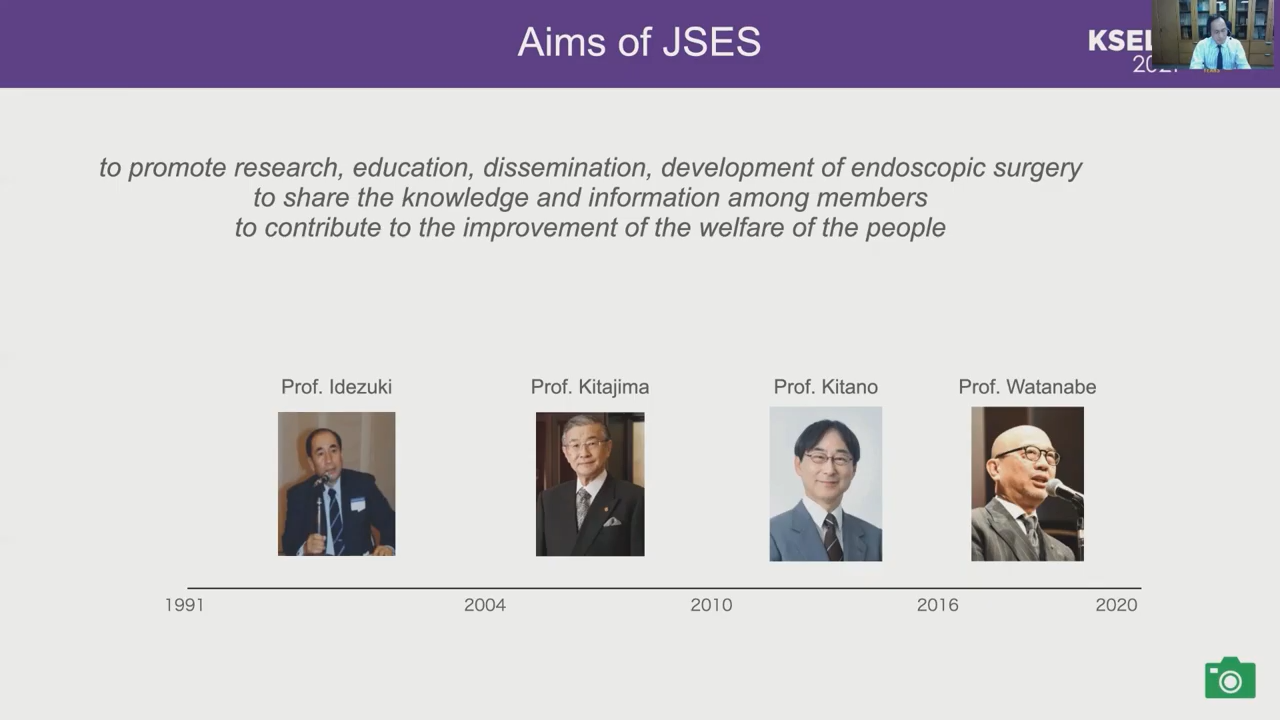 Aims of JSES
to promote research, education, dissemination, development of endoscopic surgery
to share the knowledge and information among members
to contribute to the improvement of the welfare of the people
Prof. Idezuki
Prof. Kitajima
Prof. Kitano
Prof. Watanabe
1991
2004
2010
2016
2020